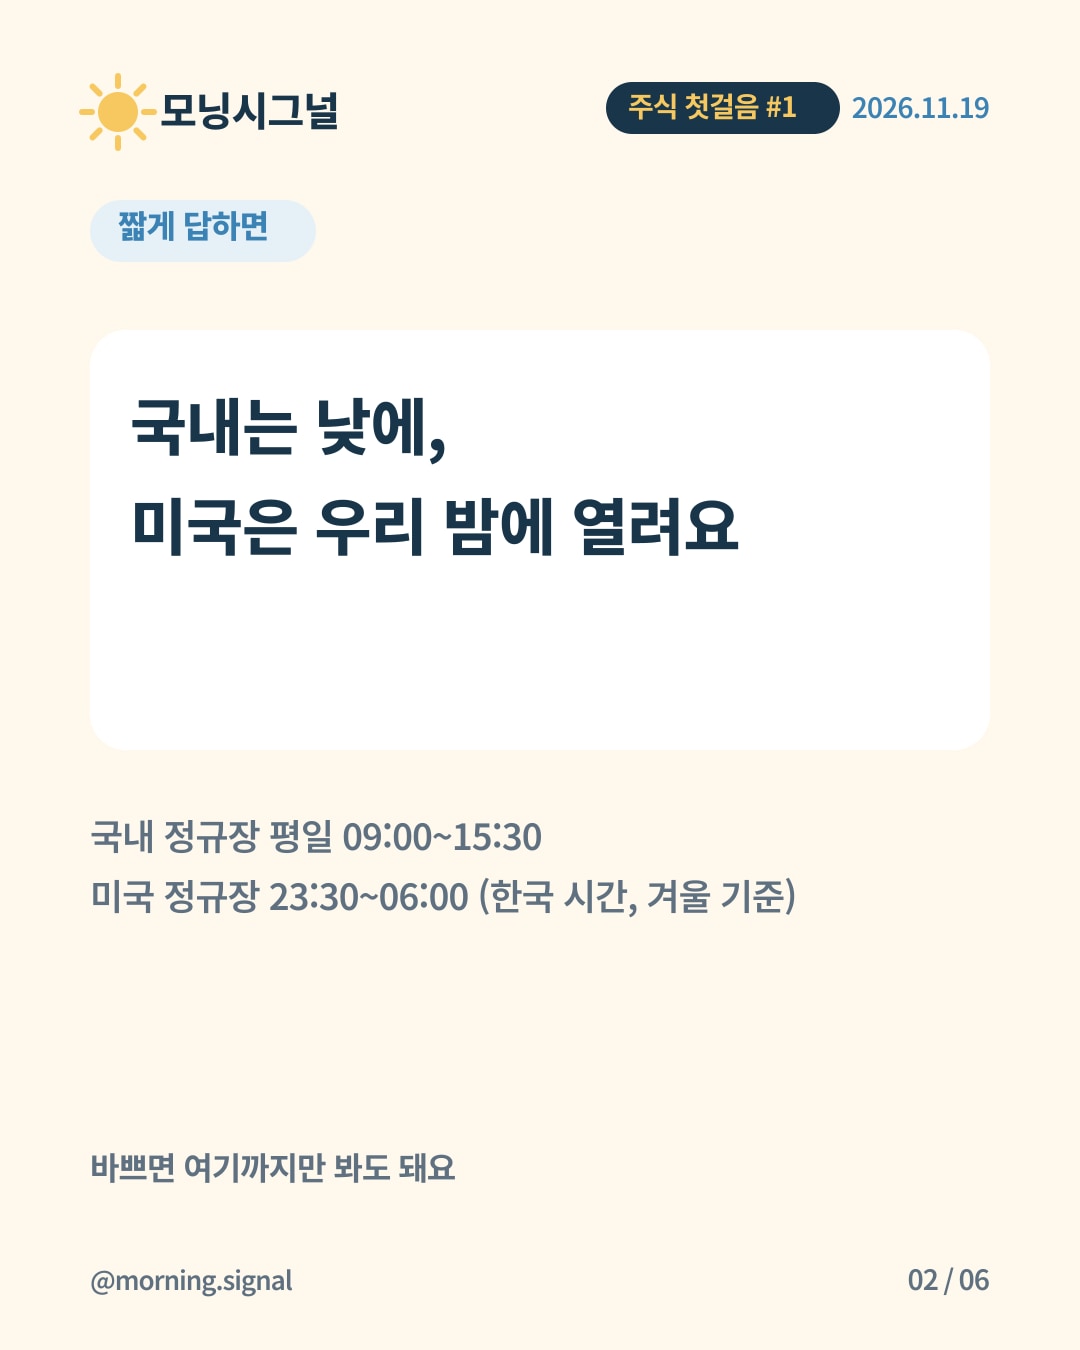 모닝시그널
주식 첫걸음 #1
2026.11.19
짧게 답하면
국내는 낮에,
미국은 우리 밤에 열려요
국내 정규장 평일 09:00~15:30
미국 정규장 23:30~06:00 (한국 시간, 겨울 기준)
바쁘면 여기까지만 봐도 돼요
@morning.signal
02 / 06